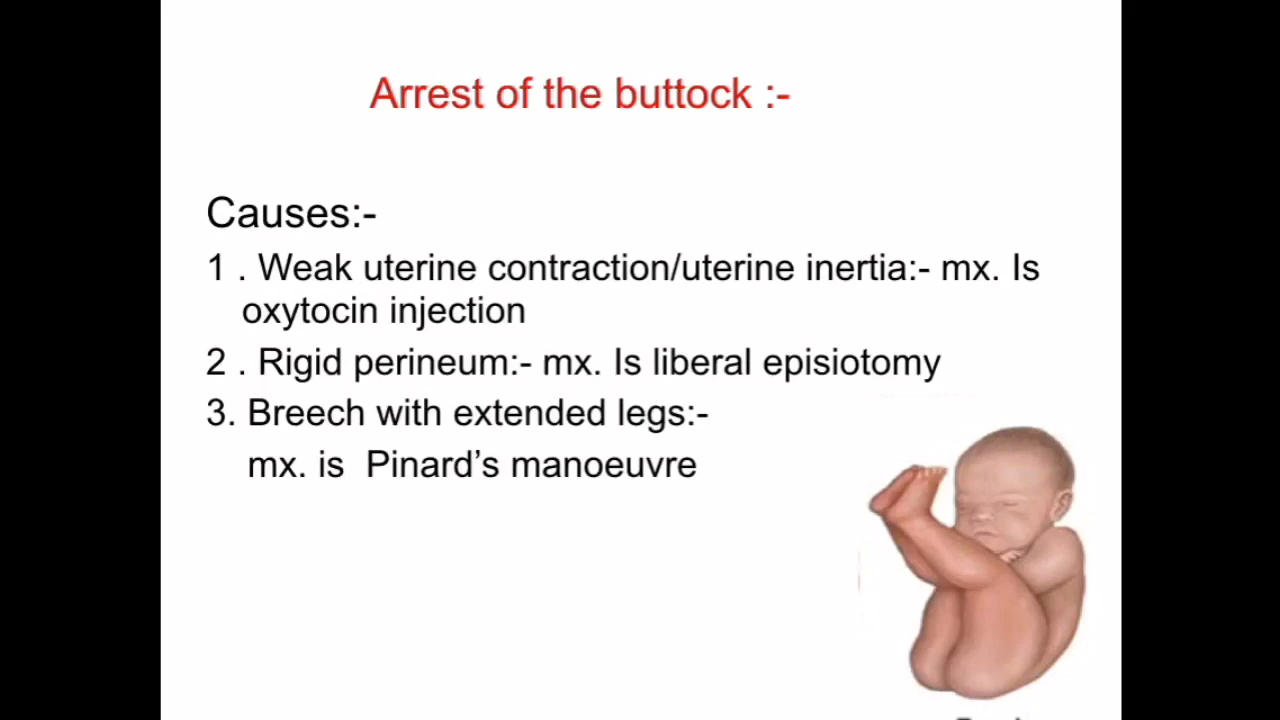 Arrest of the buttock :-
Causes:-
1 . Weak uterine contraction/uterine inertia:- mx. Is
oxytocin injection
2 . Rigid perineum:- mx. Is liberal episiotomy
3. Breech with extended legs:-
mx. is Pinard’s manoeuvre